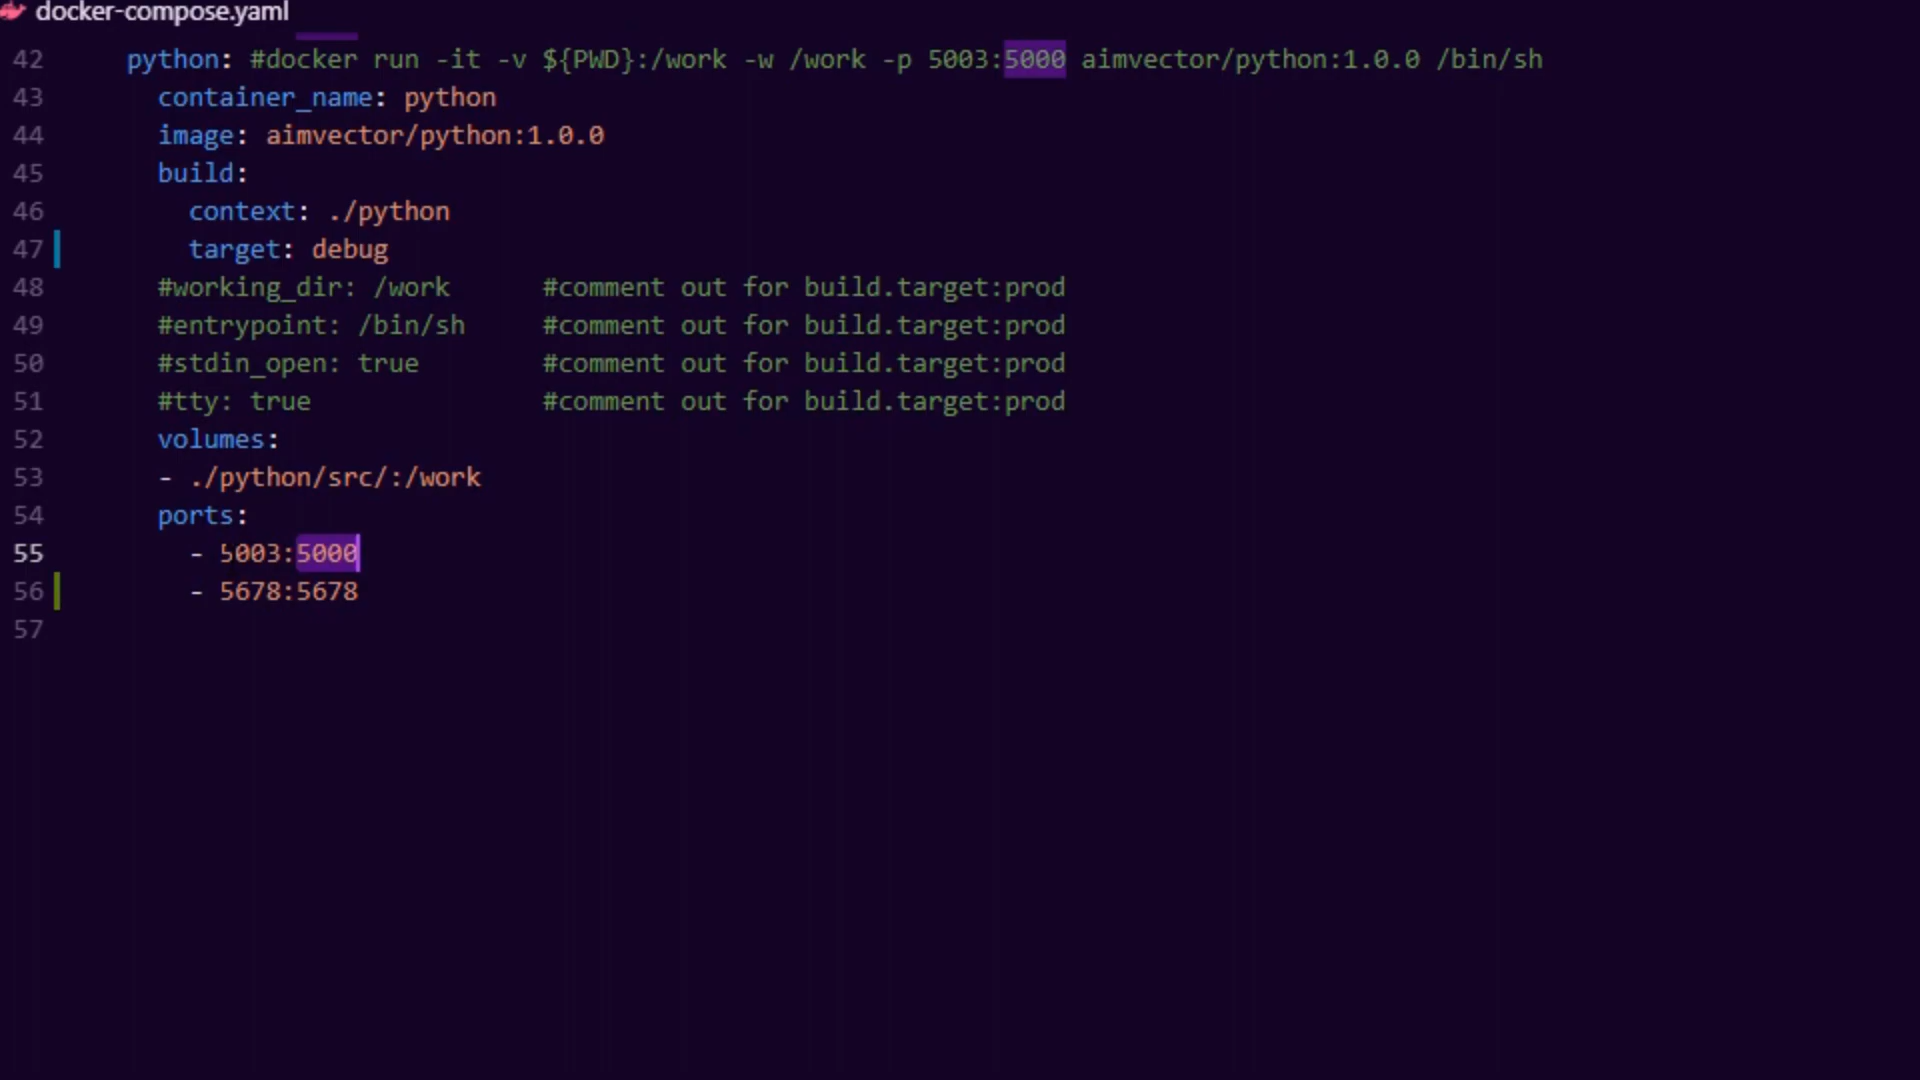 docker-compose.yaml
42 python: #docker run -it -v ${PWD}:/work -w /work -p 5003:5000 aimvector/python:1.0.0 /bin/sh
43 container_name: python
44 image: aimvector/python:1.0.0
45 build:
46 context: ./python
47 target: debug
48 #working_dir: /work #comment out for build.target:prod
49 #entrypoint: /bin/sh #comment out for build.target:prod
50 #stdin_open: true #comment out for build.target:prod
51 #tty: true #comment out for build.target:prod
52 volumes:
53 - ./python/src/:/work
54 ports:
55 - 5003:5000
56 - 5678:5678
57